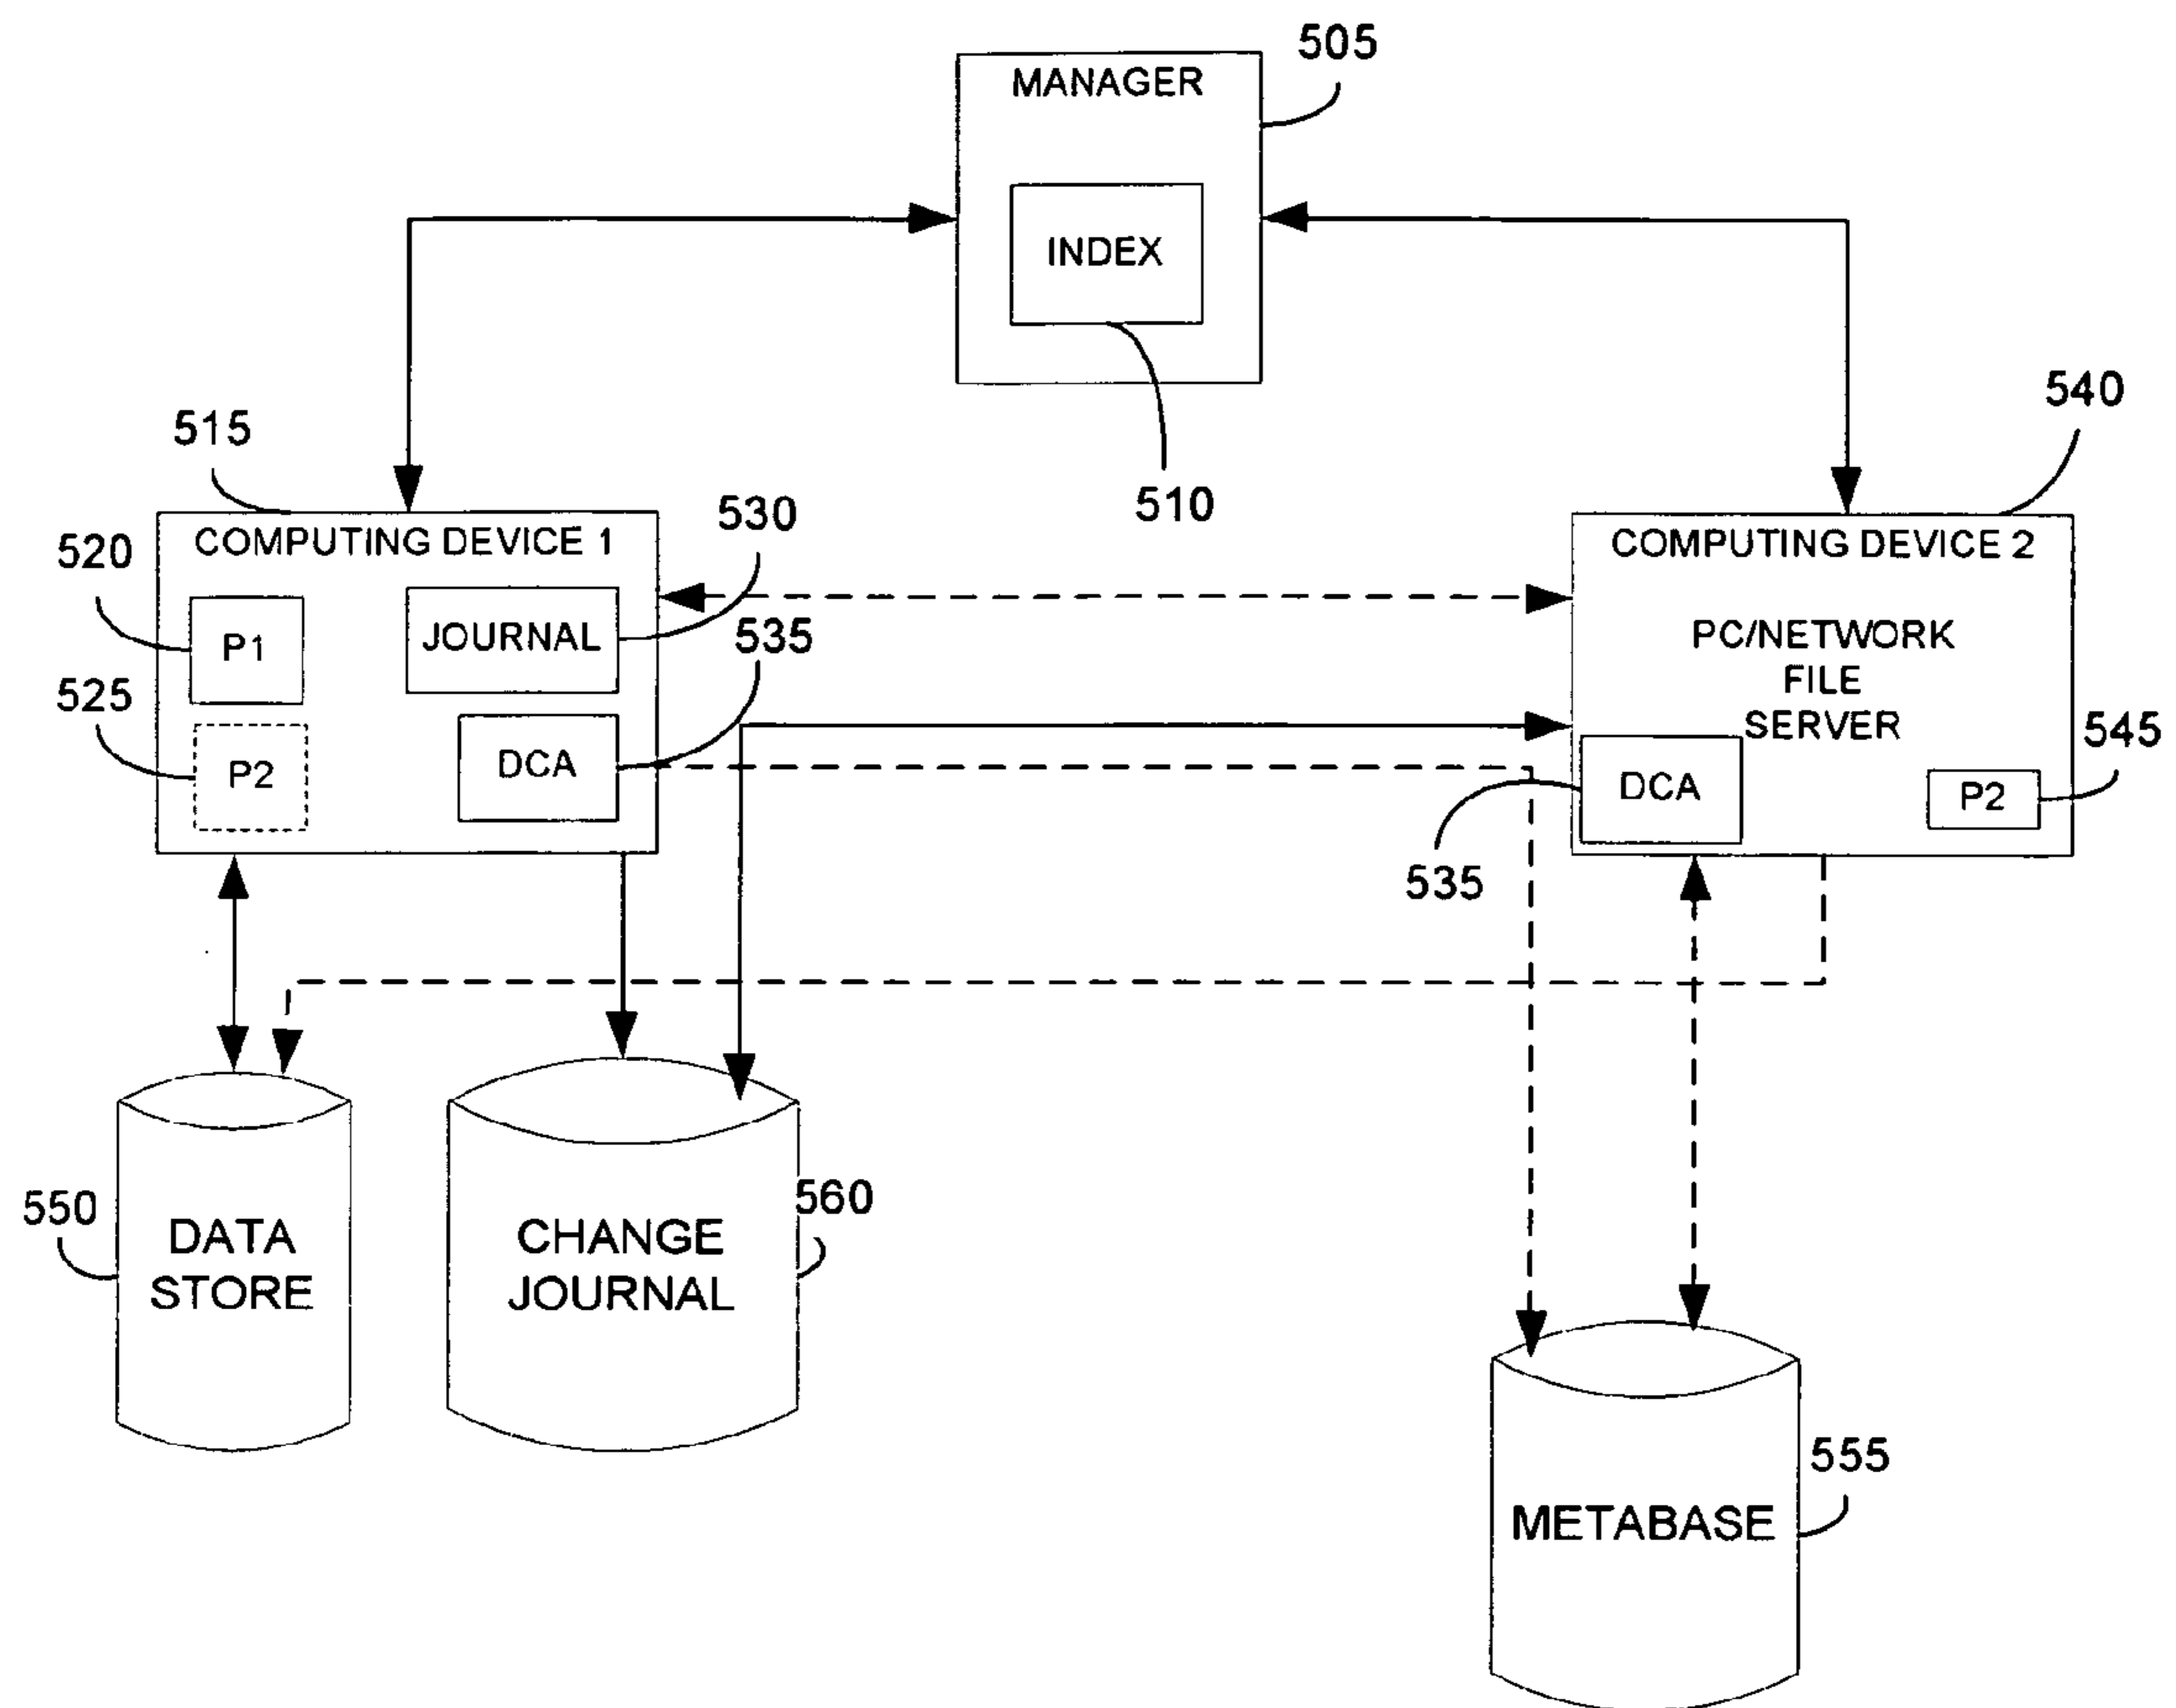 505
MANAGER
INDEX
510
515
540
COMPUTING DEVICE 1
520
P1
530
JOURNAL
525
P2
535
DCA
COMPUTING DEVICE 2
PC/NETWORK
FILE
SERVER
545
DCA
P2
535
550
DATA
STORE
560
CHANGE
JOURNAL
555
METABASE